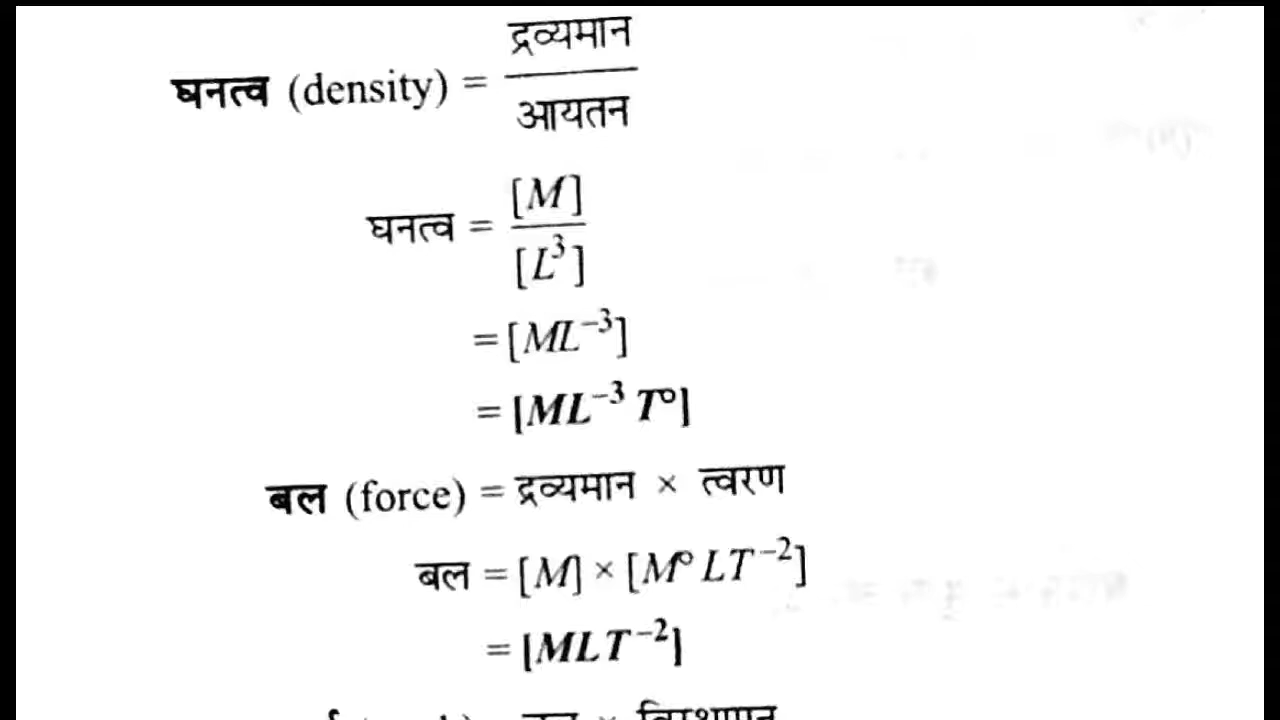 घनत्व (density) = द्रव्यमान / आयतन
घनत्व = [M] / [L³]
= [ML⁻³]
= [ML⁻³ T°]
बल (force) = द्रव्यमान × त्वरण
बल = [M] × [M° LT⁻²]
= [MLT⁻²]